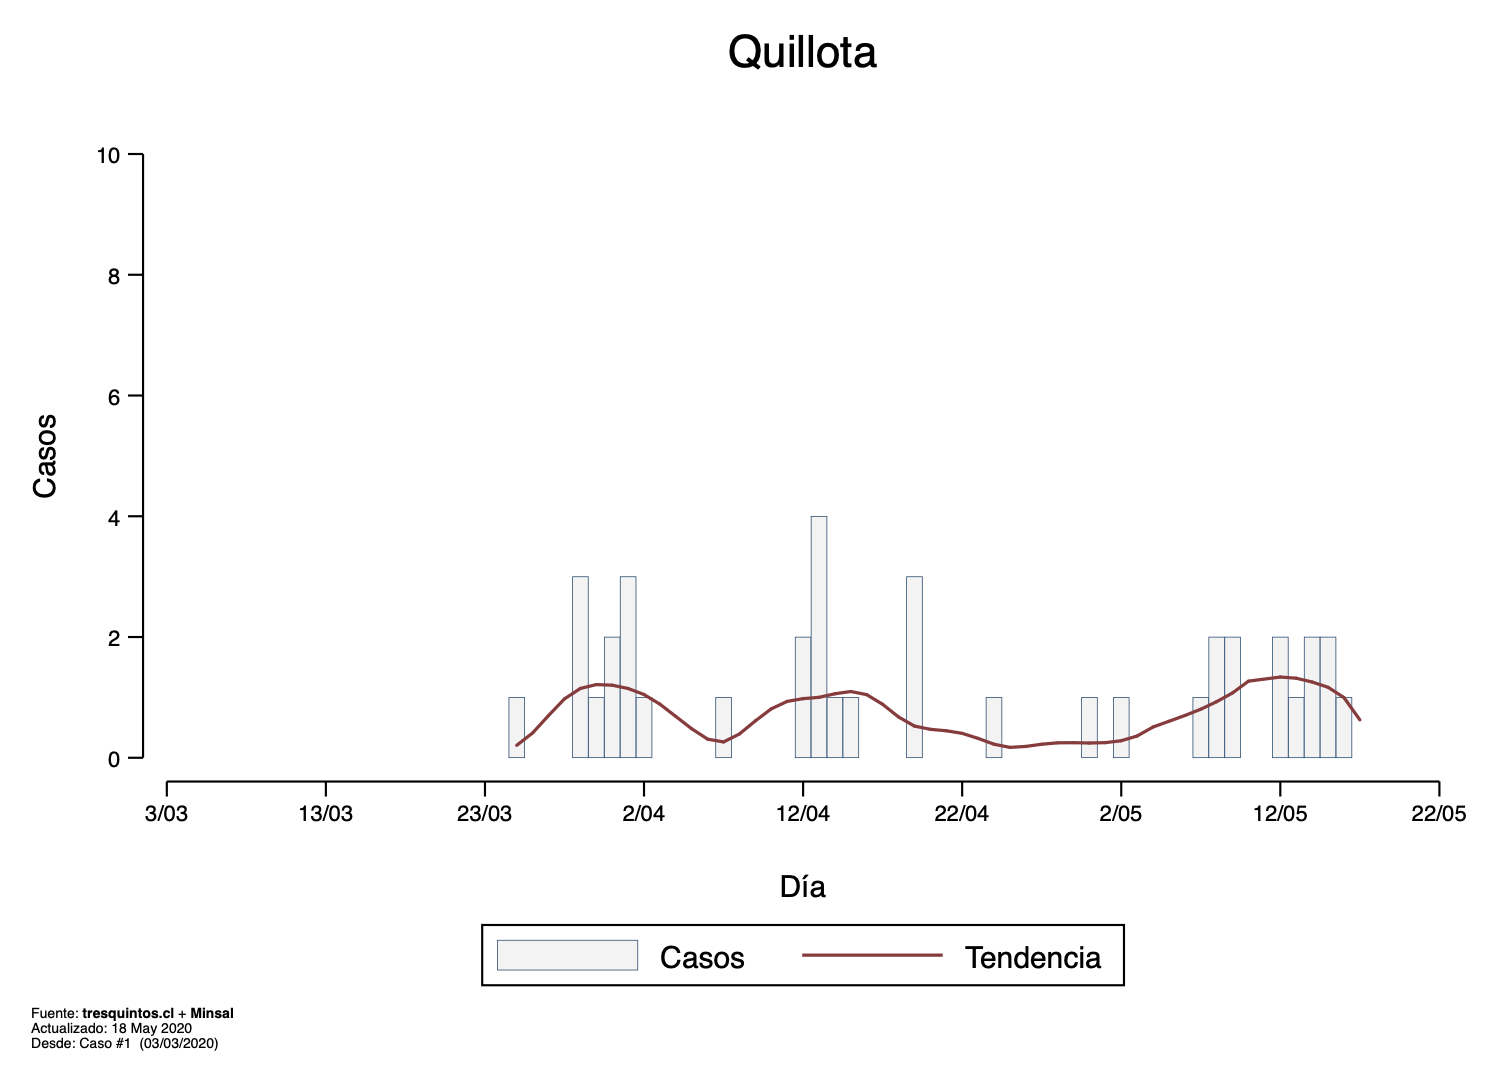 Quillota
10
8
6
4
2
0
Casos
3/03 13/03 23/03 2/04 12/04 22/04 2/05 12/05 22/05
Día
Casos Tendencia
Fuente: tresquintos.cl + Minsal
Actualizado: 18 May 2020
Desde: Caso #1 (03/03/2020)